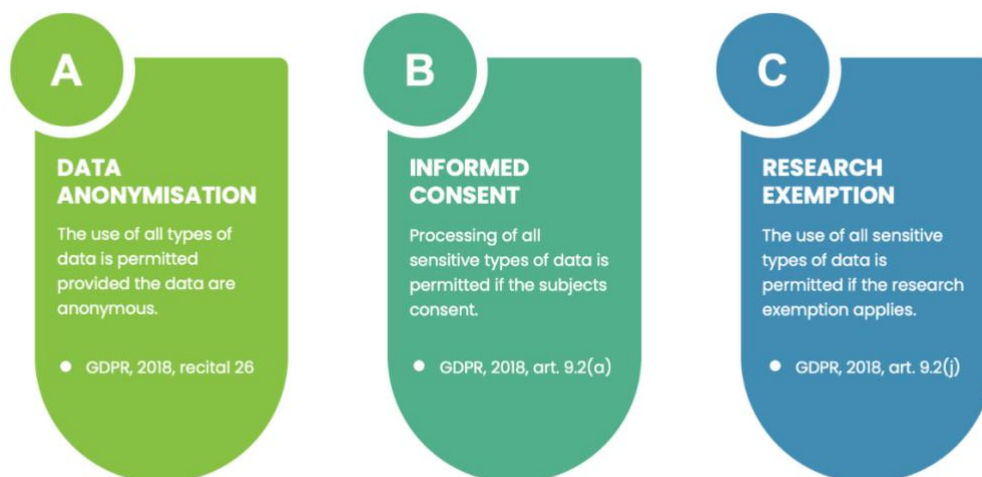 A
DATA
ANONYMISATION
The use of all types of
data is permitted
provided the data are
anonymous.
GDPR, 2018, recital 26
B
INFORMED
CONSENT
Processing of all
sensitive types of data is
permitted if the subjects
consent.
GDPR, 2018, art. 9.2(a)
C
RESEARCH
EXEMPTION
The use of all sensitive
types of data is
permitted if the research
exemption applies.
GDPR, 2018, art. 9.2(j)